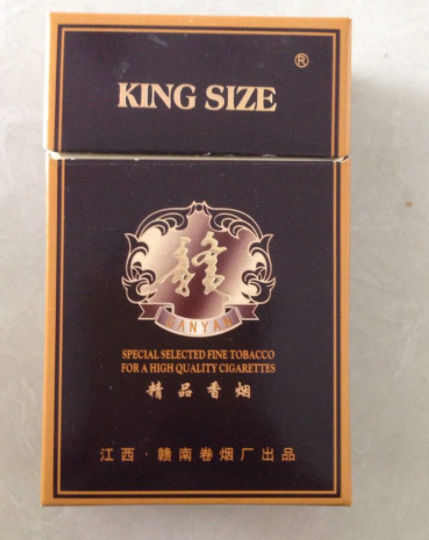 ®
KING SIZE
赣
GANYAN
SPECIAL SELECTED FINE TOBACCO
FOR A HIGH QUALITY CIGARETTES
精品香烟
江西·赣南卷烟厂出品